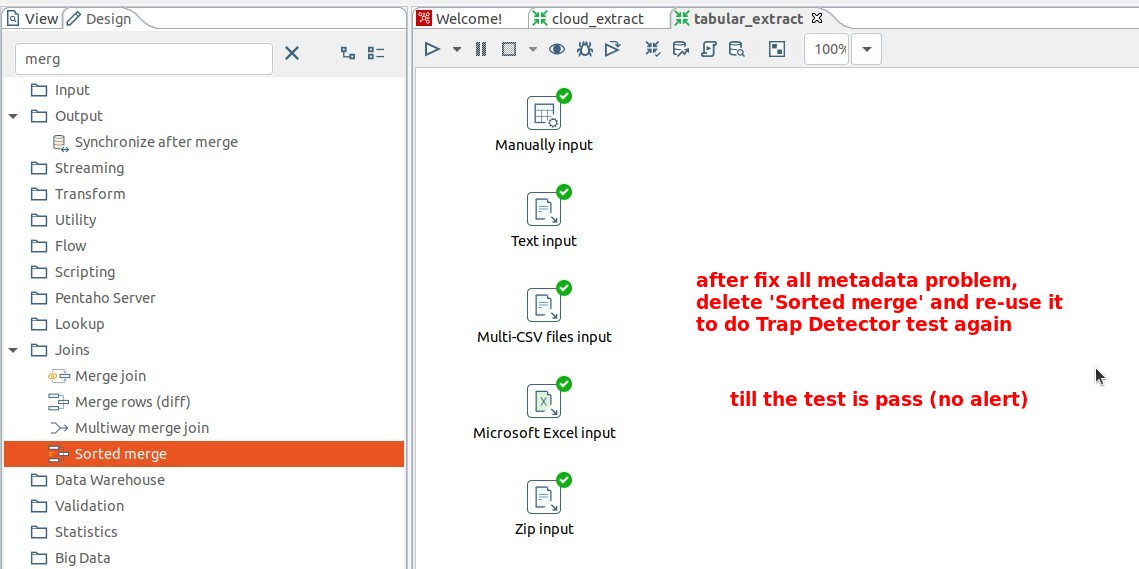 View
Design
Welcome!
cloud_extract
tabular_extract
merg
100%
Input
Output
Synchronize after merge
Streaming
Transform
Utility
Flow
Scripting
Pentaho Server
Lookup
Joins
Merge join
Merge rows (diff)
Multiway merge join
Sorted merge
Data Warehouse
Validation
Statistics
Big Data
Manually input
Text input
Multi-CSV files input
Microsoft Excel input
Zip input
after fix all metadata problem,
delete 'Sorted merge' and re-use it
to do Trap Detector test again
till the test is pass (no alert)